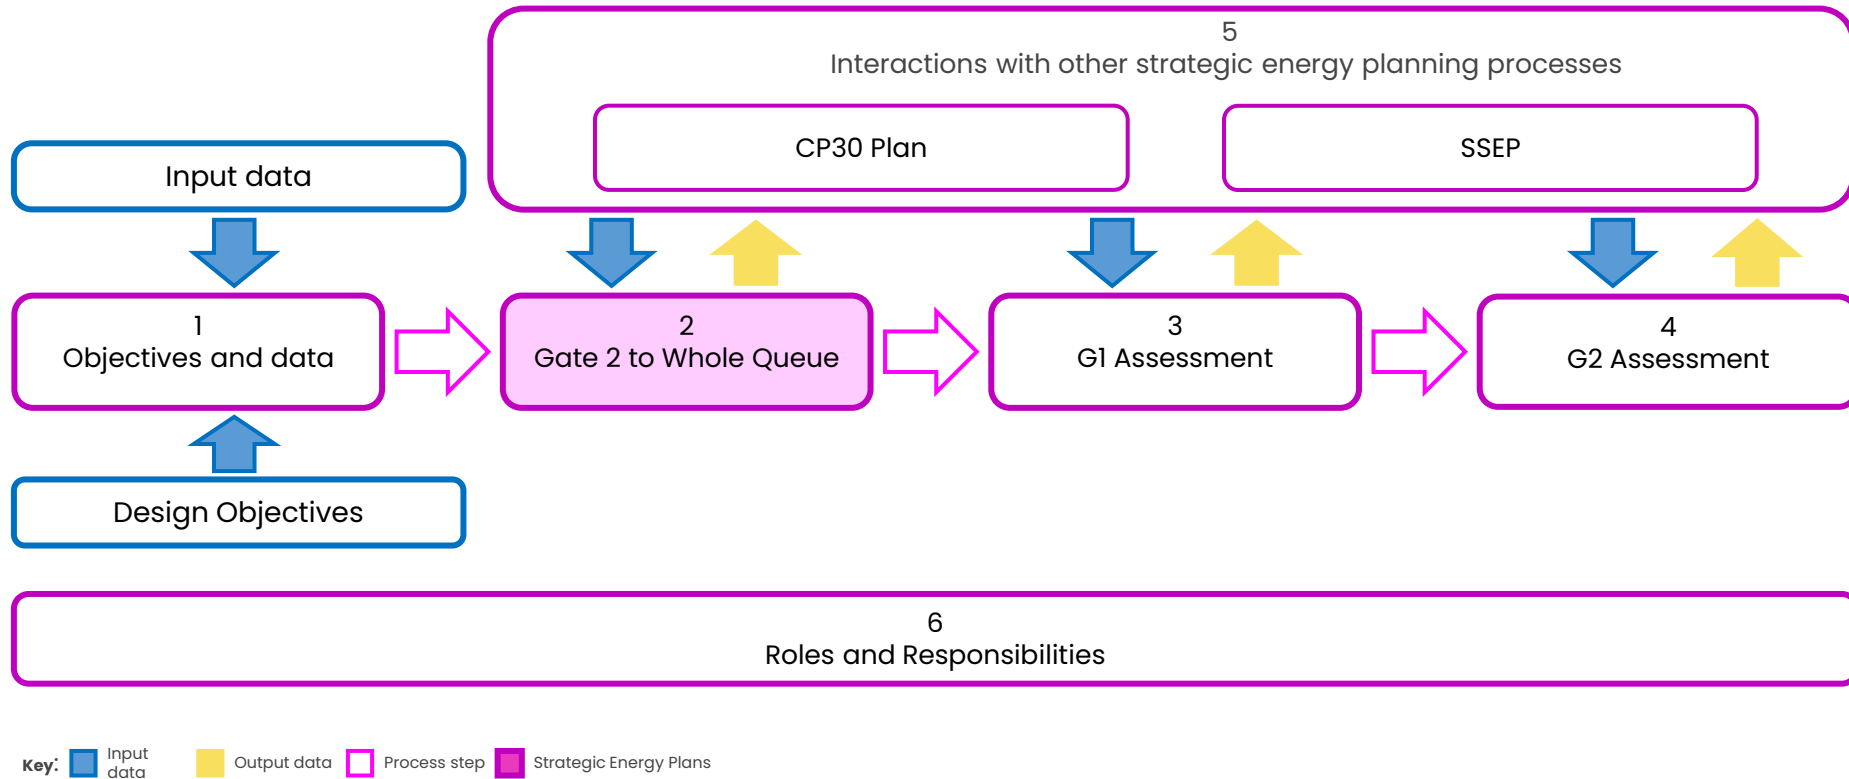 5
Interactions with other strategic energy planning processes
CP30 Plan
SSEP
Input data
1
Objectives and data
2
Gate 2 to Whole Queue
3
G1 Assessment
4
G2 Assessment
Design Objectives
6
Roles and Responsibilities
Key:
Input
data
Output data
Process step
Strategic Energy Plans